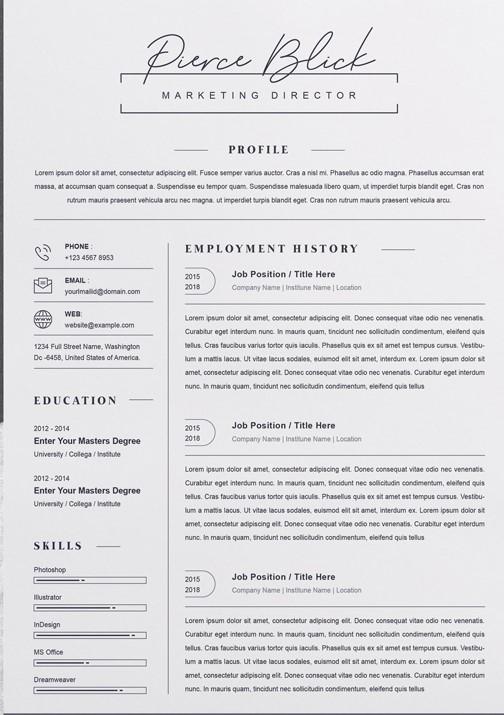 Pierce Blick
MARKETING DIRECTOR
PROFILE
Lorem ipsum dolor sit amet, consectetur adipiscing elit. Fusce semper varius auctor. Cras a nisl mi. Phasellus ac odio magna. Phasellus accumsan erat
massa, at accumsan quam consequat a. Suspendisse eu tempor quam. Suspendisse malesuada libero quam, ut imperdiet turpis blandit eget. Cras non
rutrum mauris praesent vehicula arcu nec magna. ut imperdiet turpis blandit eget. Cras non rutrum mauris praesent vehicula arcu.
PHONE :
+123 4567 8953
EMAIL :
yourlmailid@domain.com
WEB:
website@example.com
1234 Full Street Name, Washington
Dc -6458, United States of America.
EDUCATION
2012 - 2014
Enter Your Masters Degree
University / Collega / Institute
2012 - 2014
Enter Your Masters Degree
University / Collega / Institute
SKILLS
Photoshop
Illustrator
InDesign
MS Office
Dreamweaver
EMPLOYMENT HISTORY
2015
2018
Job Position / Title Here
Company Name | Institune Name | Location
Lorem ipsum dolor sit amet, consectetur adipiscing elit. Donec consequat vitae odio nec venenatis.
Curabitur eget interdum nunc. In mauris quam, tincidunt nec sollicitudin condimentum, eleifend quis
tellus. Cras faucibus varius tortor quis iaculis. Phasellus quis ex sit amet est tempus cursus. Vestibu-
lum a mattis lacus. Ut vitae lacus sodales, euismod ex, dignissim diam. Lorem ipsum dolor sit amet,
consectetur adipiscing elit. Donec consequat vitae odio nec venenatis. Curabitur eget interdum
nunc. In mauris quam, tincidunt nec sollicitudin condimentum, eleifend quis tellus
2015
2018
Job Position / Title Here
Company Name | Institune Name | Location
Lorem ipsum dolor sit amet, consectetur adipiscing elit. Donec consequat vitae odio nec venenatis.
Curabitur eget interdum nunc. In mauris quam, tincidunt nec sollicitudin condimentum, eleifend quis
tellus. Cras faucibus varius tortor quis iaculis. Phasellus quis ex sit amet est tempus cursus. Vestibu-
lum a mattis lacus. Ut vitae lacus sodales, euismod ex, dignissim diam. Lorem ipsum dolor sit
amet, consectetur adipiscing elit. Donec consequat vitae odio nec venenatis. Curabitur eget interdum
nunc. In mauris quam, tincidunt nec sollicitudin condimentum, eleifend quis tellus
2015
2018
Job Position / Title Here
Company Name | Institune Name | Location
Lorem ipsum dolor sit amet, consectetur adipiscing elit. Donec consequat vitae odio nec venenatis.
Curabitur eget interdum nunc. In mauris quam, tincidunt nec sollicitudin condimentum, eleifend quis
tellus. Cras faucibus varius tortor quis iaculis. Phasellus quis ex sit amet est tempus cursus. Vestibu-
lum a mattis lacus. Ut vitae lacus sodales, euismod ex, dignissim diam. Lorem ipsum dolor sit
amet, consectetur adipiscing elit. Donec consequat vitae odio nec venenatis. Curabitur eget interdum
nunc. In mauris quam, tincidunt nec sollicitudin condimentum, eleifend quis tellus